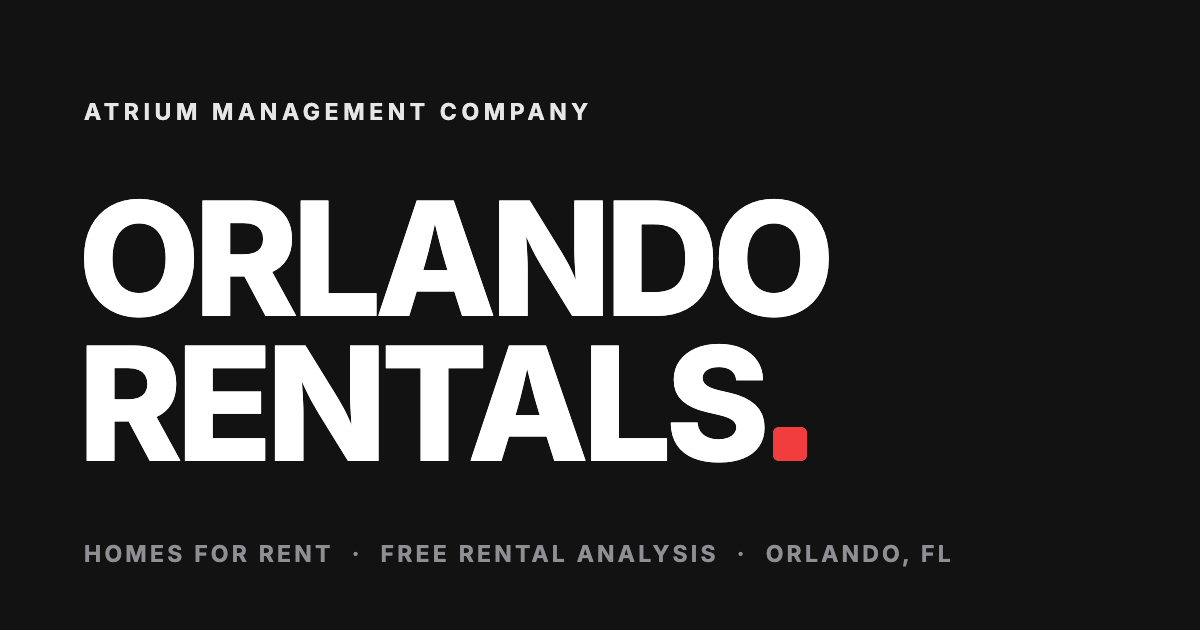 ATRIUM MANAGEMENT COMPANY
ORLANDO
RENTALS.
HOMES FOR RENT · FREE RENTAL ANALYSIS · ORLANDO, FL